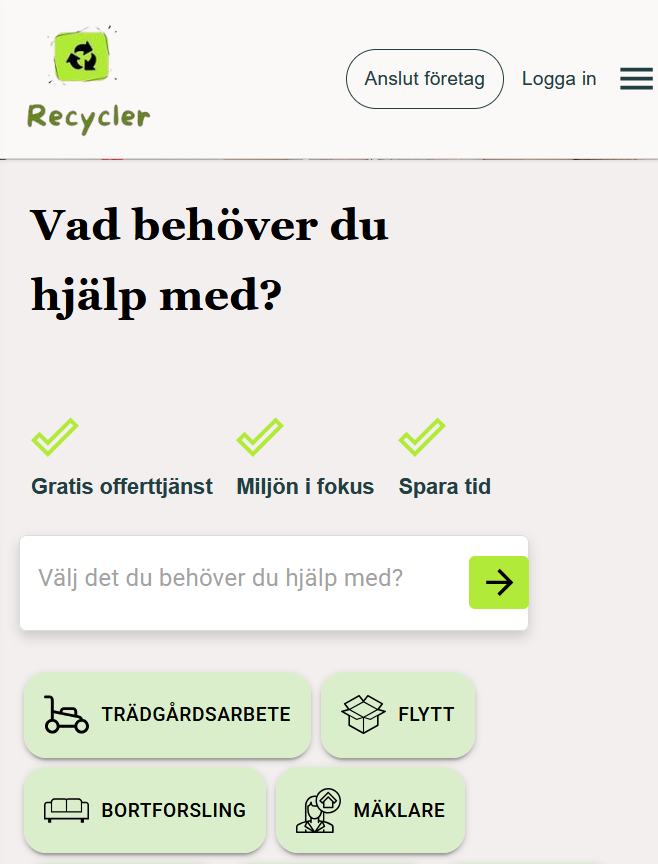 Recycler
Anslut företag
Logga in
Vad behöver du
hjälp med?
Gratis offerttjänst
Miljön i fokus
Spara tid
Välj det du behöver du hjälp med?
TRÄDGÅRDSARBETE
FLYTT
BORTFORSLING
MÄKLARE